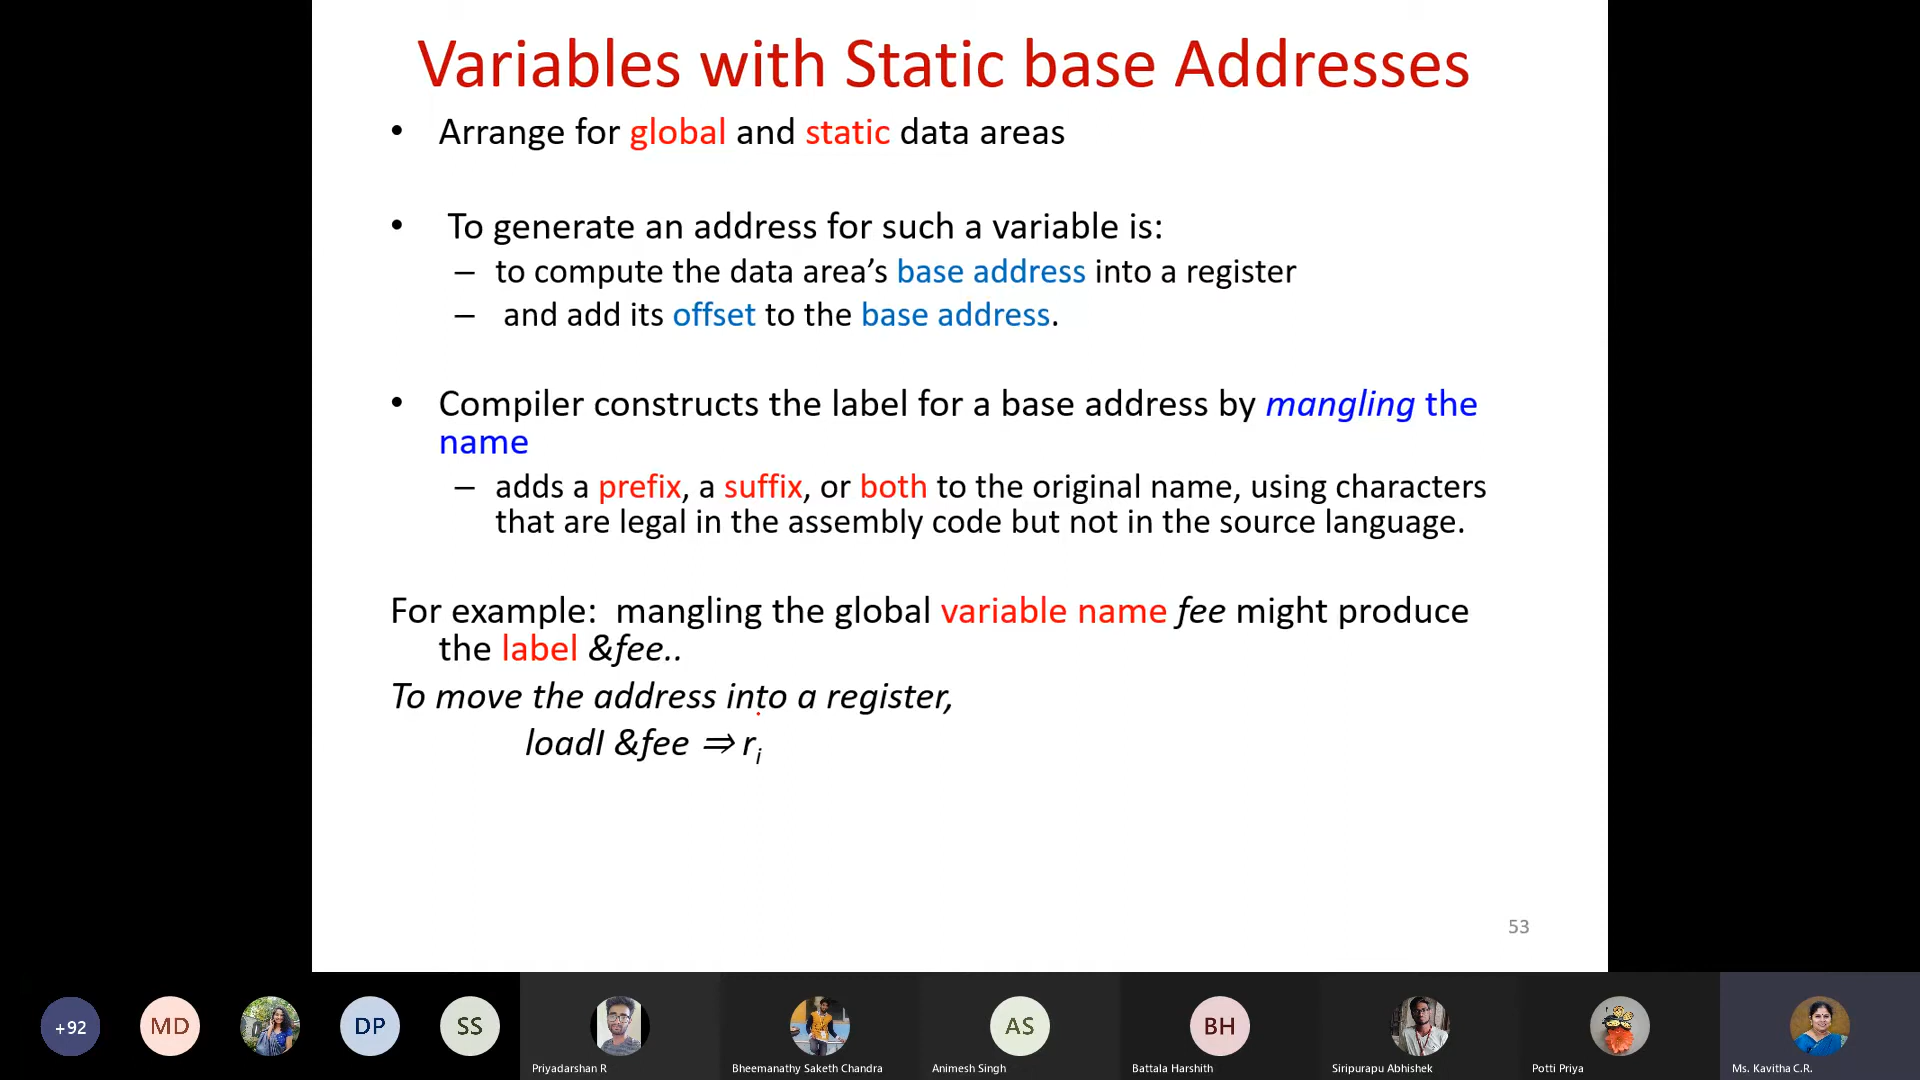 Variables with Static base Addresses
• Arrange for global and static data areas
• To generate an address for such a variable is:
– to compute the data area’s base address into a register
– and add its offset to the base address.
• Compiler constructs the label for a base address by mangling the
name
– adds a prefix, a suffix, or both to the original name, using characters
that are legal in the assembly code but not in the source language.
For example: mangling the global variable name fee might produce
the label &fee..
To move the address into a register,
loadI &fee ⇒ ri
53
+92
MD
DP
SS
AS
BH
Priyadarshan R
Bheemanathy Saketh Chandra
Animesh Singh
Battala Harshith
Siripurapu Abhishek
Potti Priya
Ms. Kavitha C.R.